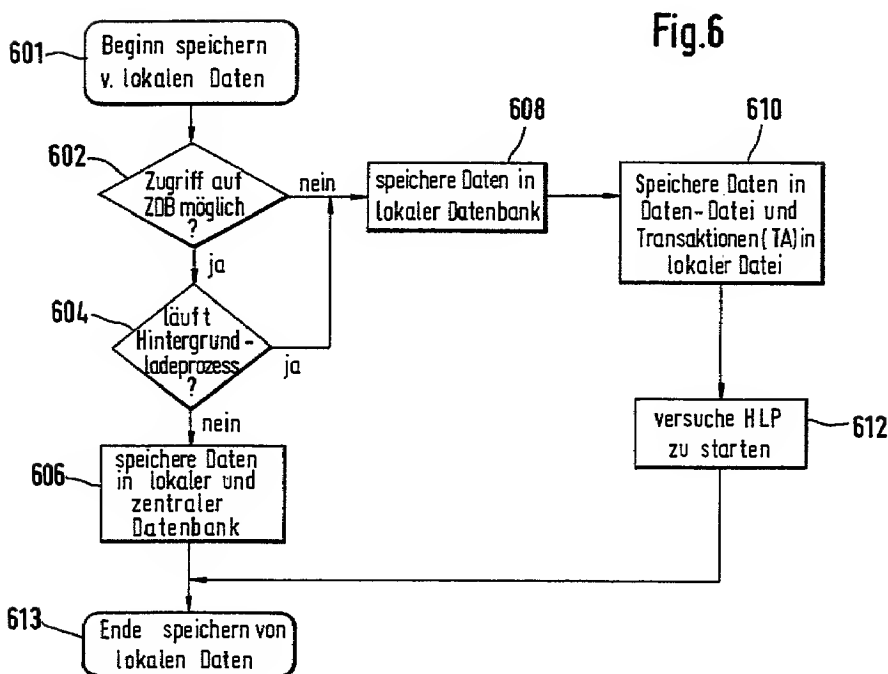 Fig.6
601
Beginn speichern
v. lokalen Daten
602
Zugriff auf
ZDB möglich
?
nein
ja
608
speichere Daten in
lokaler Datenbank
610
Speichere Daten in
Daten-Datei und
Transaktionen (TA) in
lokaler Datei
604
läuft
Hintergrund-
ladeprozess
?
ja
nein
606
speichere Daten
in lokaler und
zentraler
Datenbank
versuche HLP
zu starten
612
613
Ende speichern von
lokalen Daten